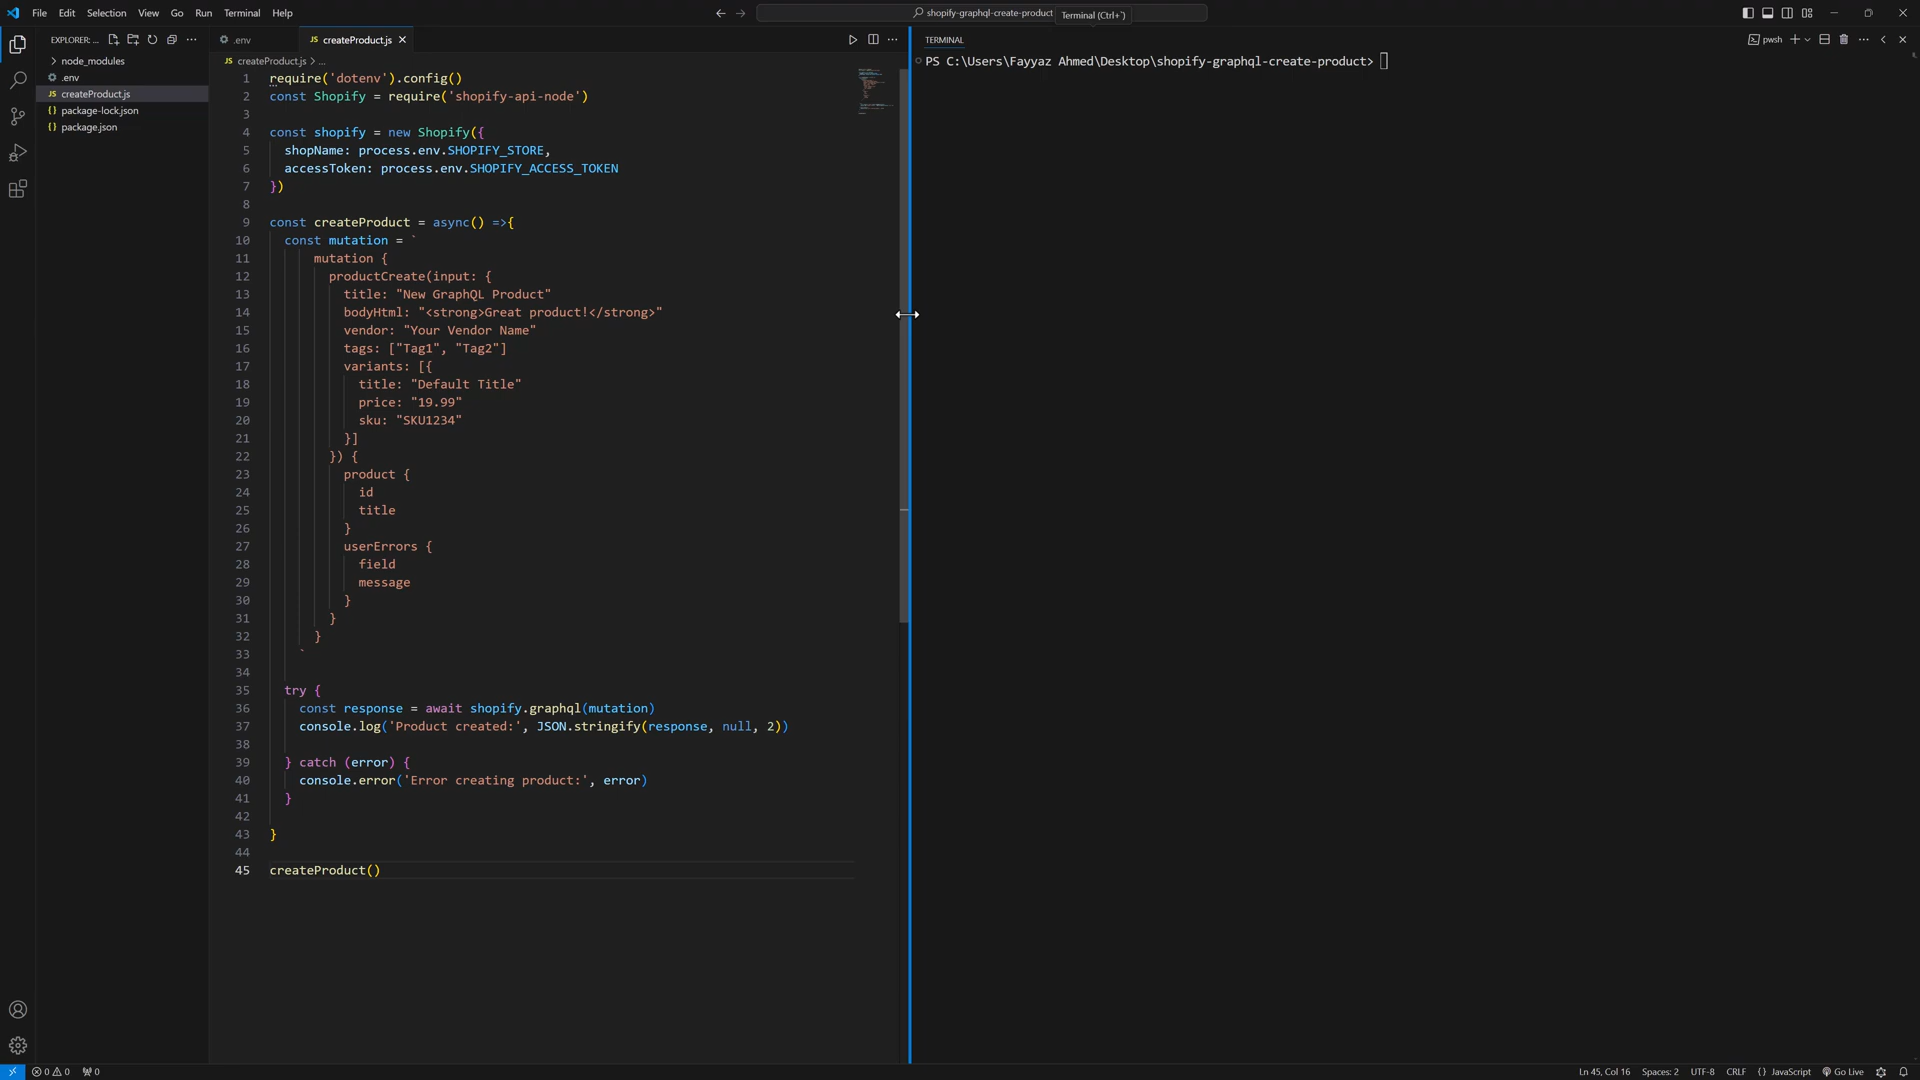 File Edit Selection View Go Run Terminal Help
shopify-graphql-create-product
Terminal (Ctrl+`)
EXPLORER: ...
node_modules
.env
JS createProduct.js
{} package-lock.json
{} package.json
.env
JS createProduct.js
JS createProduct.js > ...
1 require('dotenv').config()
2 const Shopify = require('shopify-api-node')
3
4 const shopify = new Shopify({
5 shopName: process.env.SHOPIFY_STORE,
6 accessToken: process.env.SHOPIFY_ACCESS_TOKEN
7 })
8
9 const createProduct = async() =>{
10 const mutation = `
11 mutation {
12 productCreate(input: {
13 title: "New GraphQL Product"
14 bodyHtml: "<strong>Great product!</strong>"
15 vendor: "Your Vendor Name"
16 tags: ["Tag1", "Tag2"]
17 variants: [{
18 title: "Default Title"
19 price: "19.99"
20 sku: "SKU1234"
21 }]
22 }) {
23 product {
24 id
25 title
26 }
27 userErrors {
28 field
29 message
30 }
31 }
32 }
33 `
34
35 try {
36 const response = await shopify.graphql(mutation)
37 console.log('Product created:', JSON.stringify(response, null, 2))
38
39 } catch (error) {
40 console.error('Error creating product:', error)
41 }
42
43 }
44
45 createProduct()
TERMINAL
pwsh
PS C:\Users\Fayyaz Ahmed\Desktop\shopify-graphql-create-product>
0 0 0
Ln 45, Col 16 Spaces: 2 UTF-8 CRLF {} JavaScript Go Live